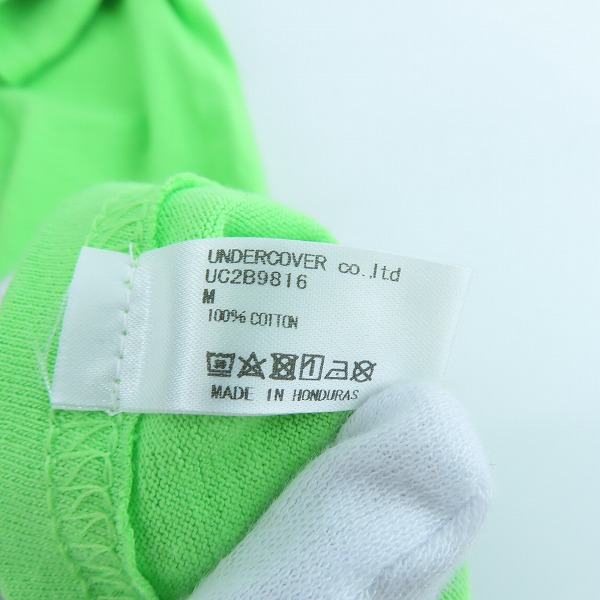 UNDERCOVER co.,ltd
UC2B9816
M
100% COTTON
MADE IN HONDURAS